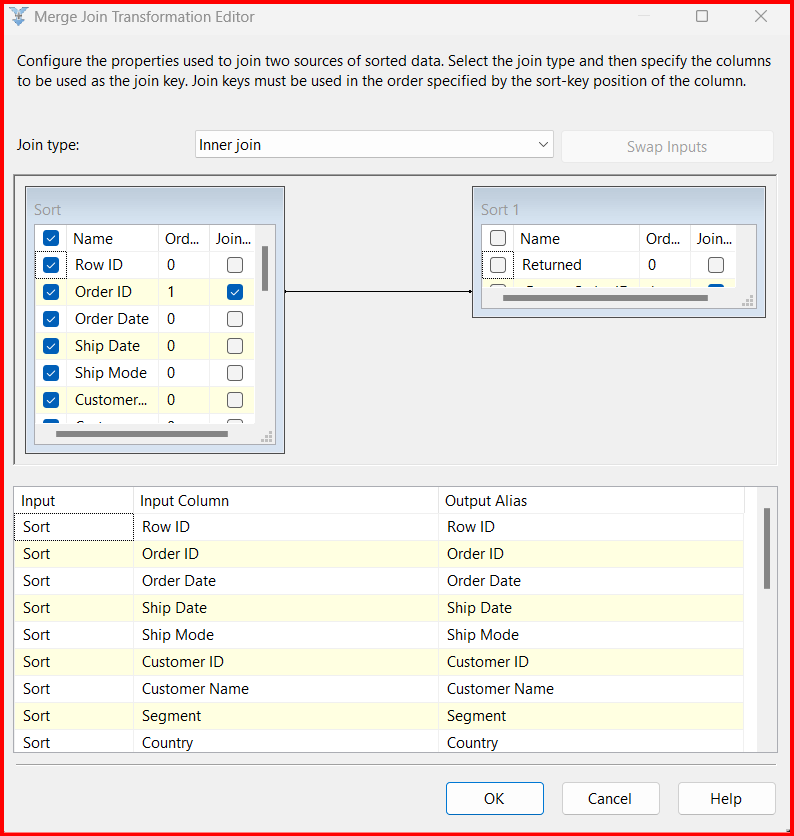 Merge Join Transformation Editor
Configure the properties used to join two sources of sorted data. Select the join type and then specify the columns
to be used as the join key. Join keys must be used in the order specified by the sort-key position of the column.
Join type: Inner join Swap Inputs
Sort
Name Ord... Join...
Row ID 0
Order ID 1
Order Date 0
Ship Date 0
Ship Mode 0
Customer... 0
Sort 1
Name Ord... Join...
Returned 0
Input Input Column Output Alias
Sort Row ID Row ID
Sort Order ID Order ID
Sort Order Date Order Date
Sort Ship Date Ship Date
Sort Ship Mode Ship Mode
Sort Customer ID Customer ID
Sort Customer Name Customer Name
Sort Segment Segment
Sort Country Country
OK Cancel Help